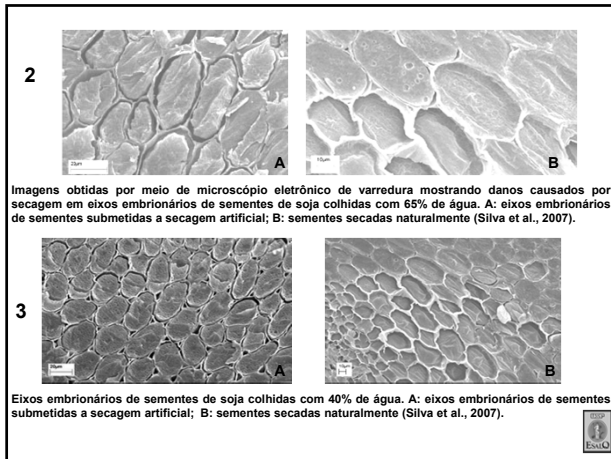 2
A
B
Imagens obtidas por meio de microscópio eletrônico de varredura mostrando danos causados por
secagem em eixos embrionários de sementes de soja colhidas com 65% de água. A: eixos embrionários
de sementes submetidas a secagem artificial; B: sementes secadas naturalmente (Silva et al., 2007).
3
A
B
Eixos embrionários de sementes de soja colhidas com 40% de água. A: eixos embrionários de sementes
submetidas a secagem artificial; B: sementes secadas naturalmente (Silva et al., 2007).
ESALQ